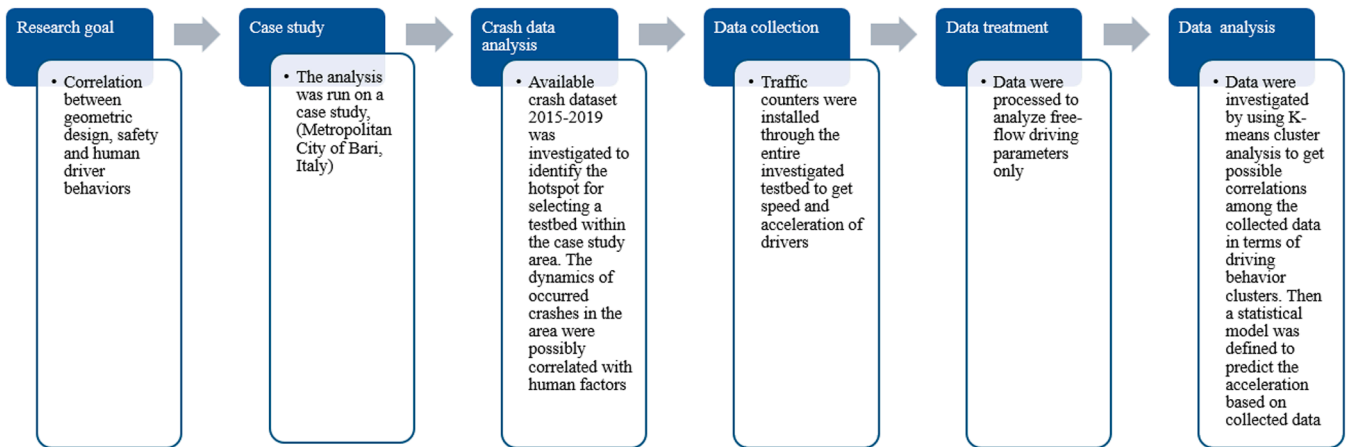 Research goal
• Correlation
between
geometric
design, safety
and human
driver
behaviors
Case study
• The analysis
was run on a
case study,
(Metropolitan
City of Bari,
Italy)
Crash data
analysis
• Available
crash dataset
2015-2019
was
investigated to
identify the
hotspot for
selecting a
testbed within
the case study
area. The
dynamics of
occurred
crashes in the
area were
possibly
correlated with
human factors
Data collection
• Traffic
counters were
installed
through the
entire
investigated
testbed to get
speed and
acceleration of
drivers
Data treatment
• Data were
processed to
analyze free-
flow driving
parameters
only
Data analysis
• Data were
investigated
by using K-
means cluster
analysis to get
possible
correlations
among the
collected data
in terms of
driving
behavior
clusters. Then
a statistical
model was
defined to
predict the
acceleration
based on
collected data